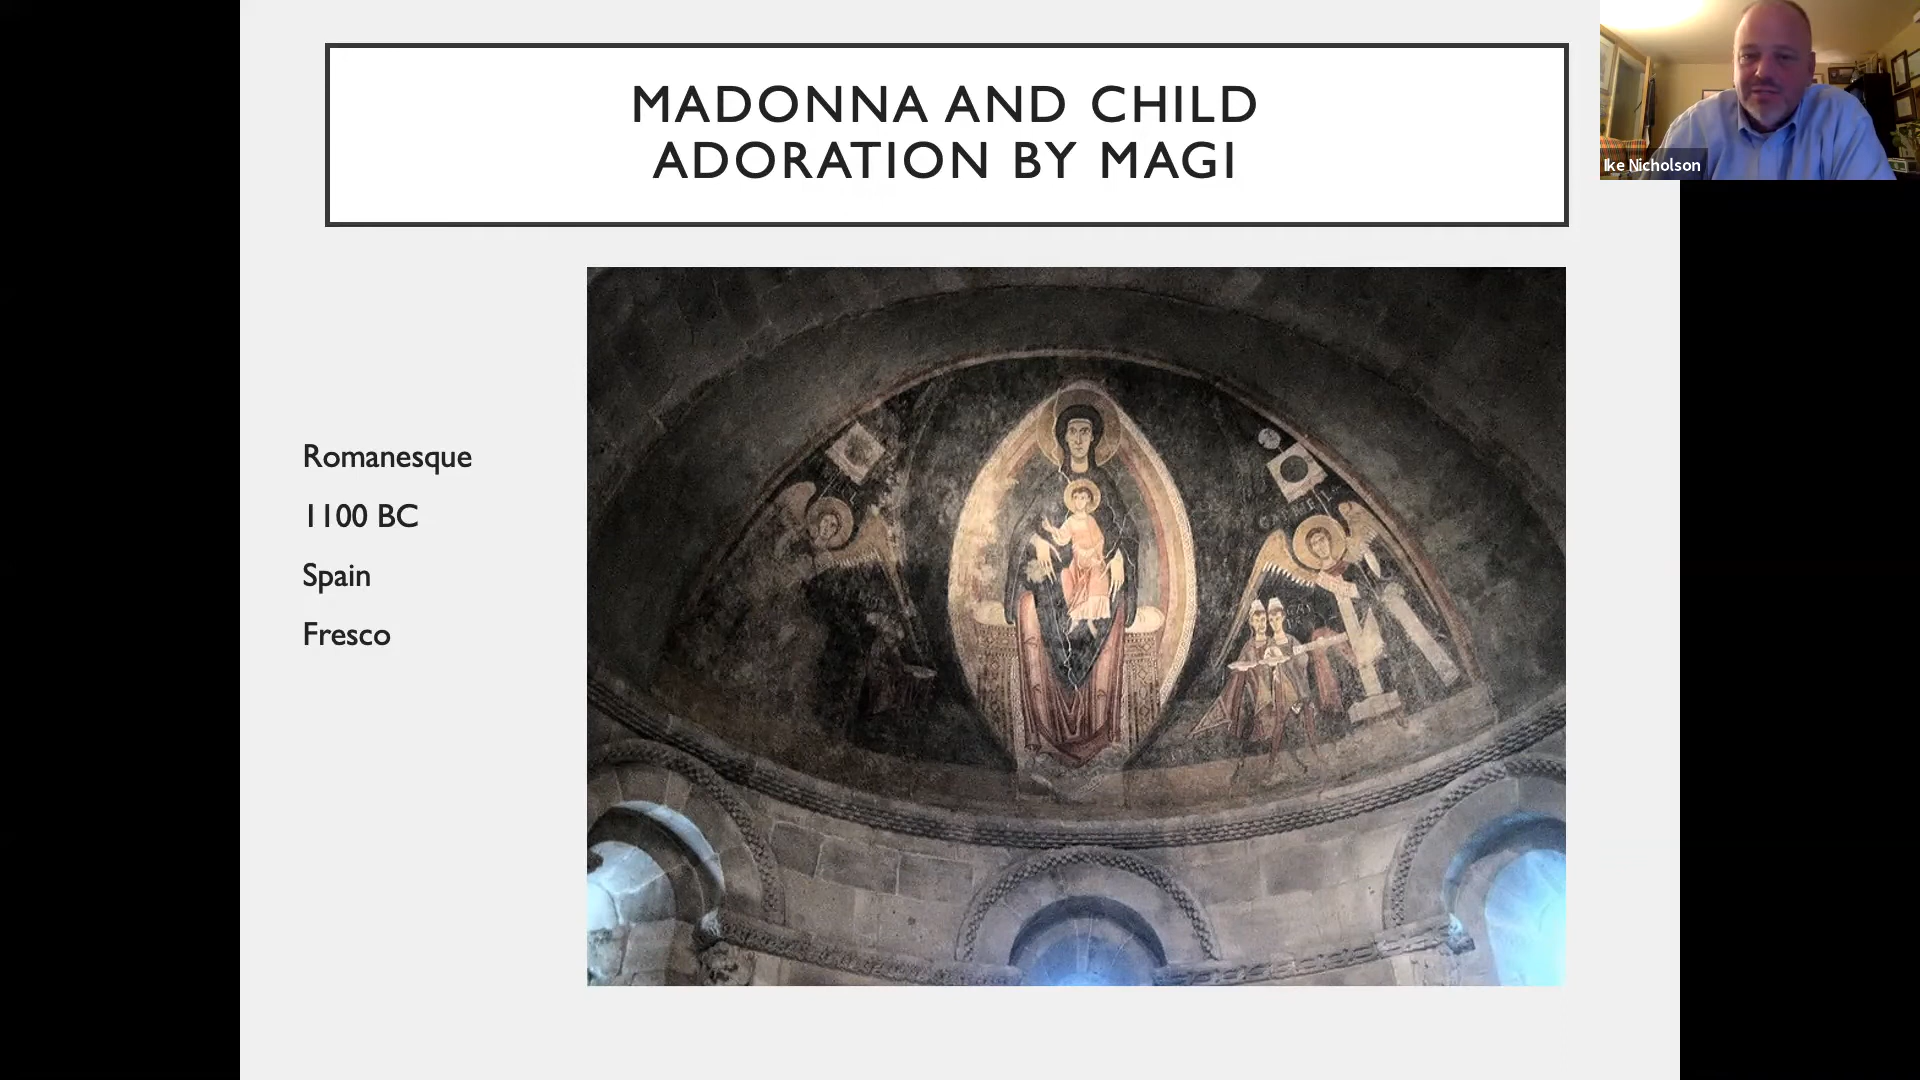 MADONNA AND CHILD
ADORATION BY MAGI
Ike Nicholson
Romanesque
1100 BC
Spain
Fresco